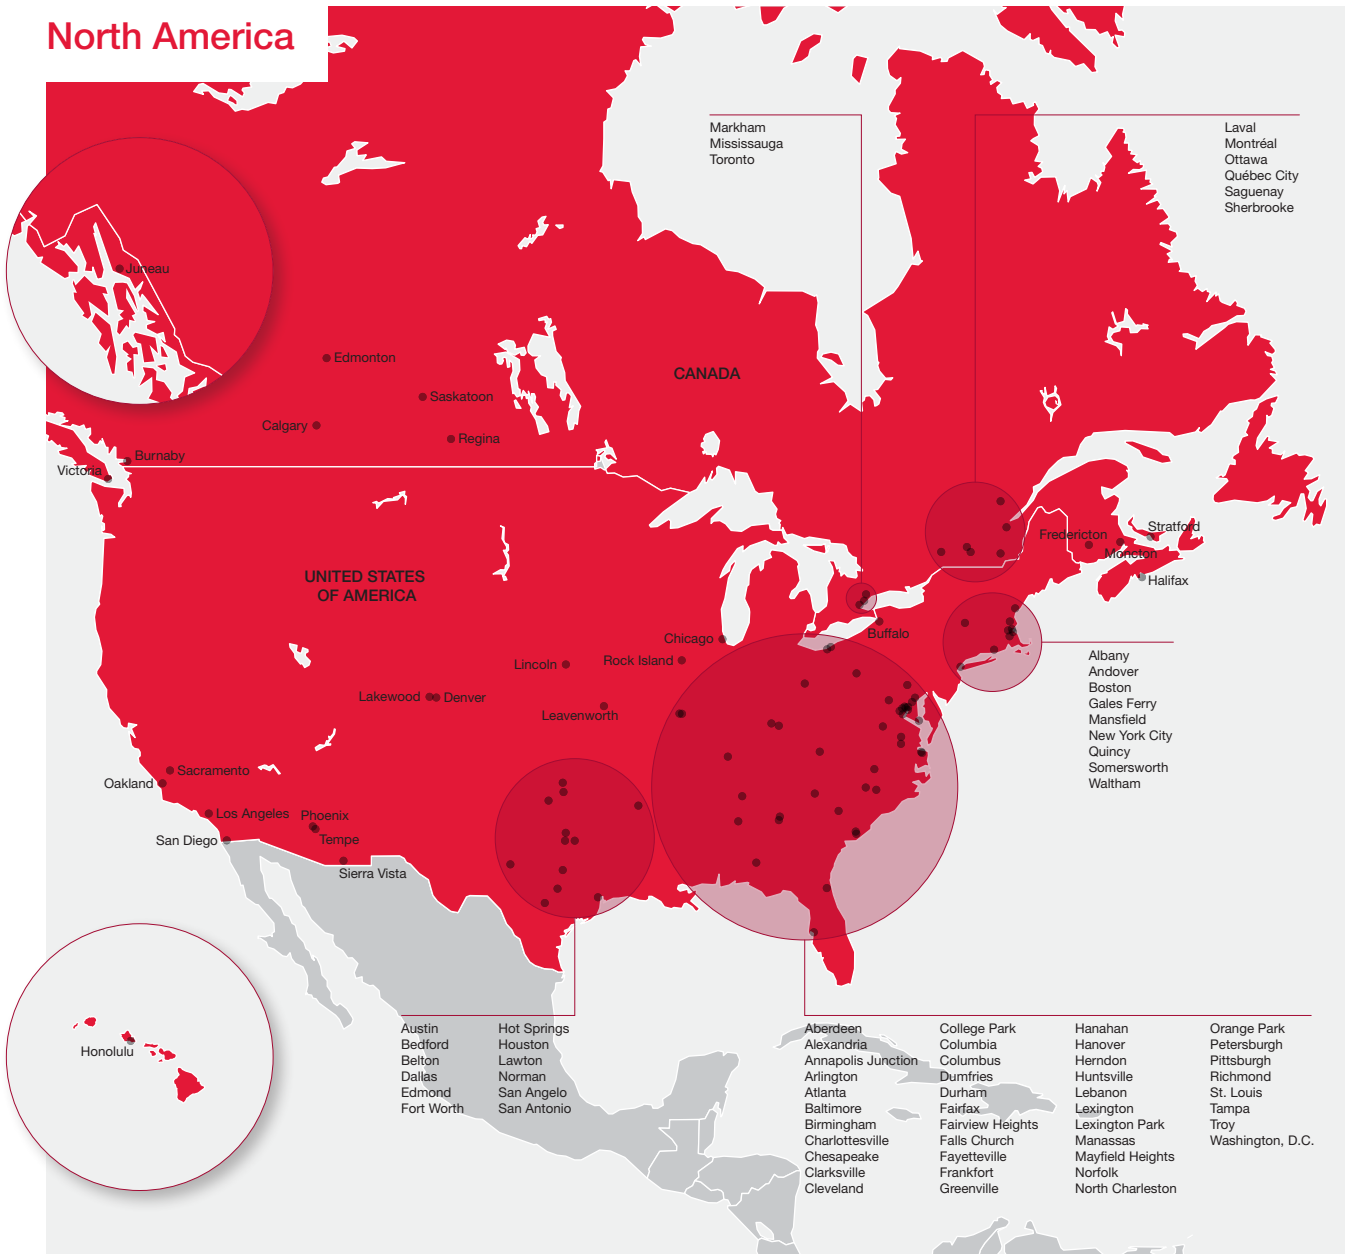 North America
Markham
Mississauga
Toronto
Laval
Montréal
Ottawa
Québec City
Saguenay
Sherbrooke
Juneau
Edmonton
CANADA
Saskatoon
Calgary
Regina
Burnaby
Victoria
Stratford
Fredericton
Moncton
Halifax
UNITED STATES
OF AMERICA
Buffalo
Chicago
Rock Island
Lincoln
Lakewood
Denver
Leavenworth
Albany
Andover
Boston
Gales Ferry
Mansfield
New York City
Quincy
Somersworth
Waltham
Sacramento
Oakland
Los Angeles
Phoenix
Tempe
San Diego
Sierra Vista
Honolulu
Austin
Bedford
Belton
Dallas
Edmond
Fort Worth
Hot Springs
Houston
Lawton
Norman
San Angelo
San Antonio
Aberdeen
Alexandria
Annapolis Junction
Arlington
Atlanta
Baltimore
Birmingham
Charlottesville
Chesapeake
Clarksville
Cleveland
College Park
Columbia
Columbus
Dumfries
Durham
Fairfax
Fairview Heights
Falls Church
Fayetteville
Frankfort
Greenville
Hanahan
Hanover
Herndon
Huntsville
Lebanon
Lexington
Lexington Park
Manassas
Mayfield Heights
Norfolk
North Charleston
Orange Park
Petersburgh
Pittsburgh
Richmond
St. Louis
Tampa
Troy
Washington, D.C.